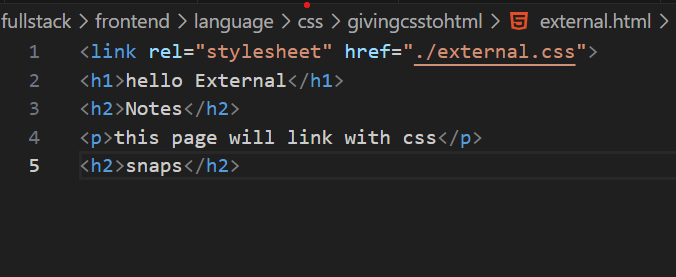 fullstack > frontend > language > css > givingcsstohtml > external.html >
1 <link rel="stylesheet" href="./external.css">
2 <h1>hello External</h1>
3 <h2>Notes</h2>
4 <p>this page will link with css</p>
5 <h2>snaps</h2>